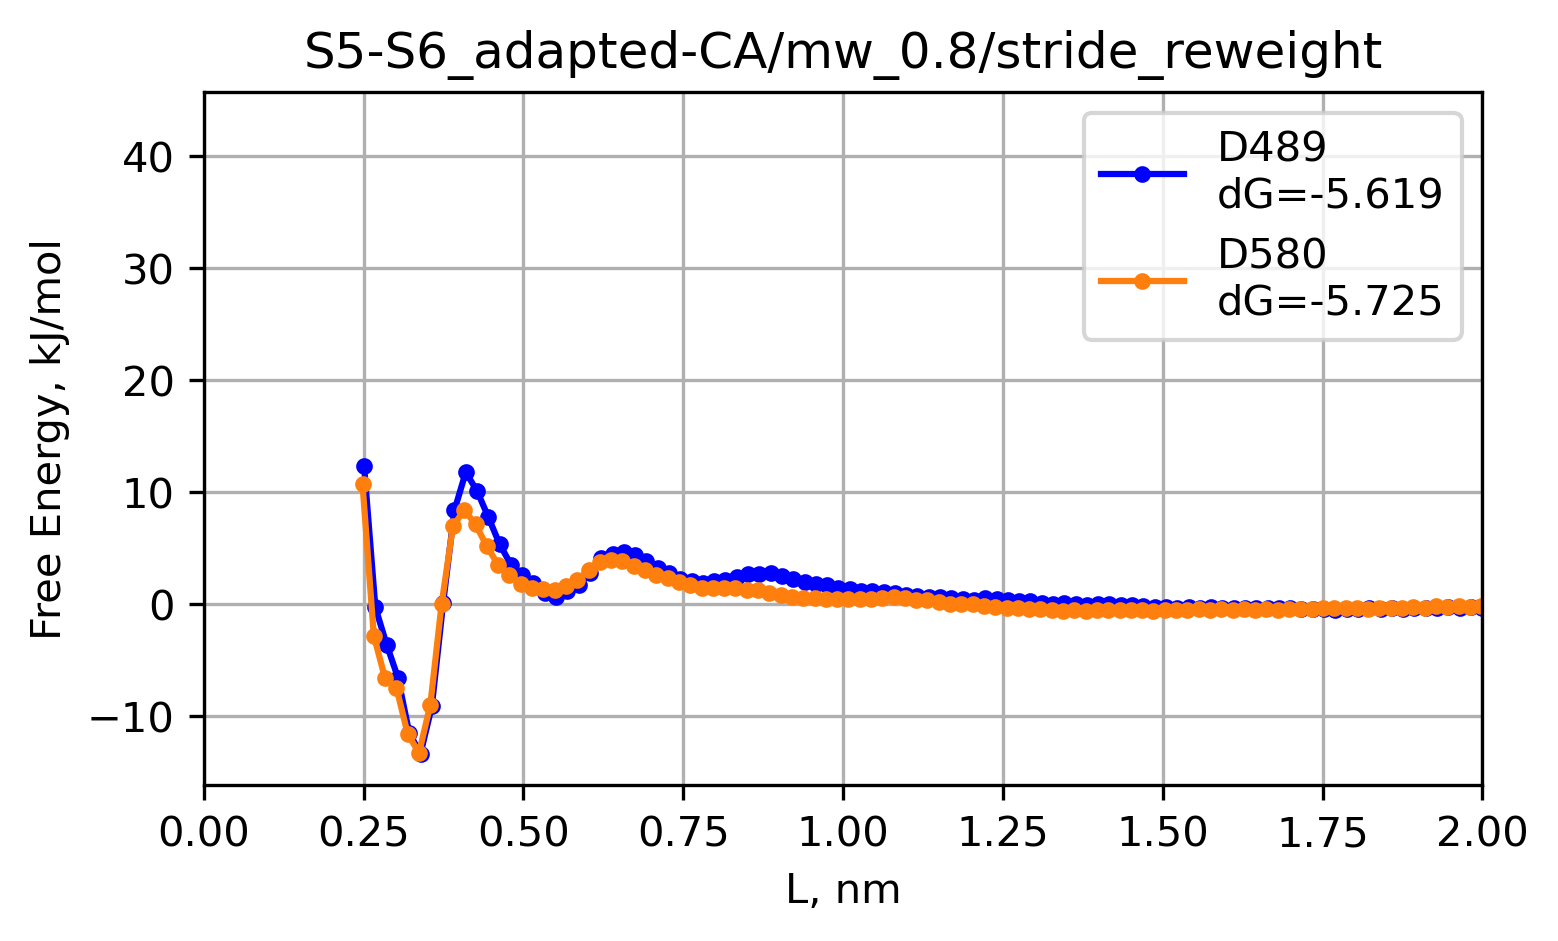 S5-S6_adapted-CA/mw_0.8/stride_reweight
Free Energy, kJ/mol
40
30
20
10
0
−10
D489
dG=-5.619
D580
dG=-5.725
0.00 0.25 0.50 0.75 1.00 1.25 1.50 1.75 2.00
L, nm